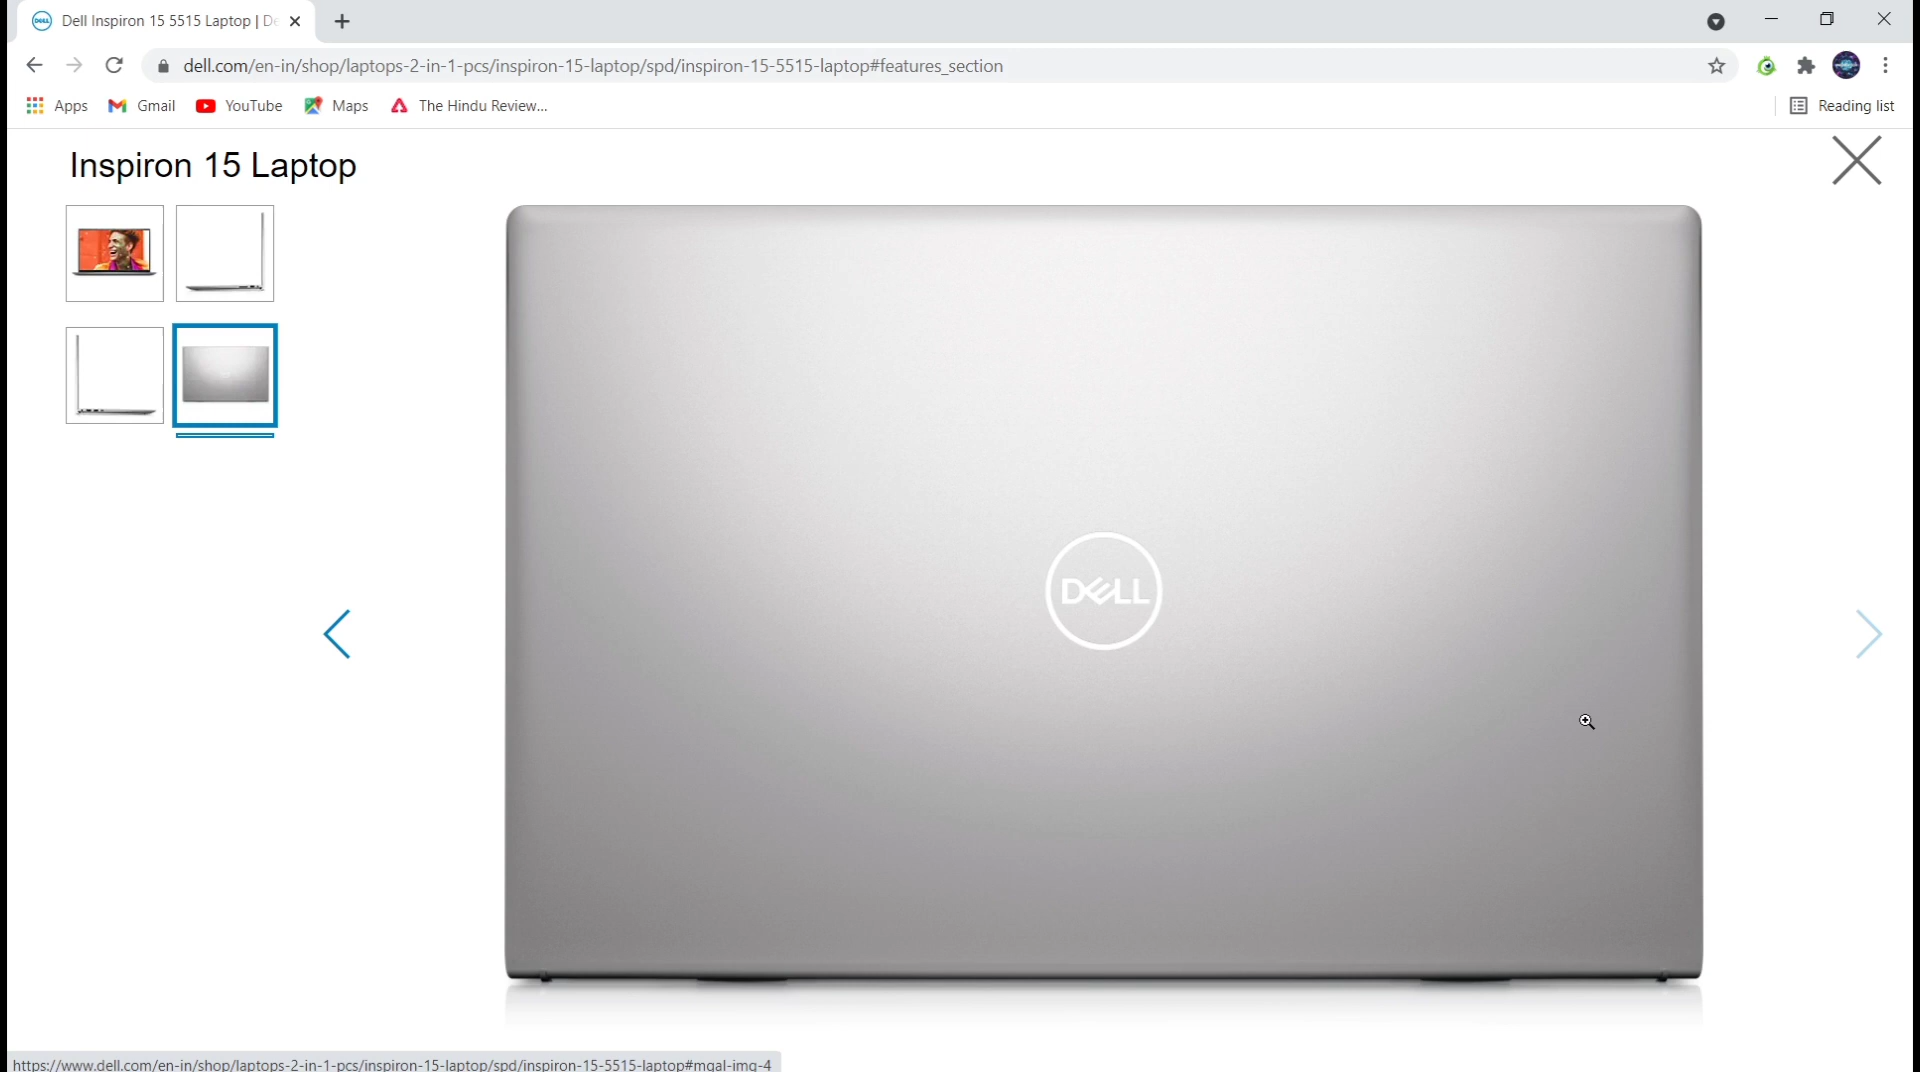 Dell Inspiron 15 5515 Laptop | De
dell.com/en-in/shop/laptops-2-in-1-pcs/inspiron-15-laptop/spd/inspiron-15-5515-laptop#features_section
Apps
Gmail
YouTube
Maps
The Hindu Review...
Reading list
Inspiron 15 Laptop
DELL
https://www.dell.com/en-in/shop/laptops-2-in-1-pcs/inspiron-15-laptop/spd/inspiron-15-5515-laptop#mgal-img-4